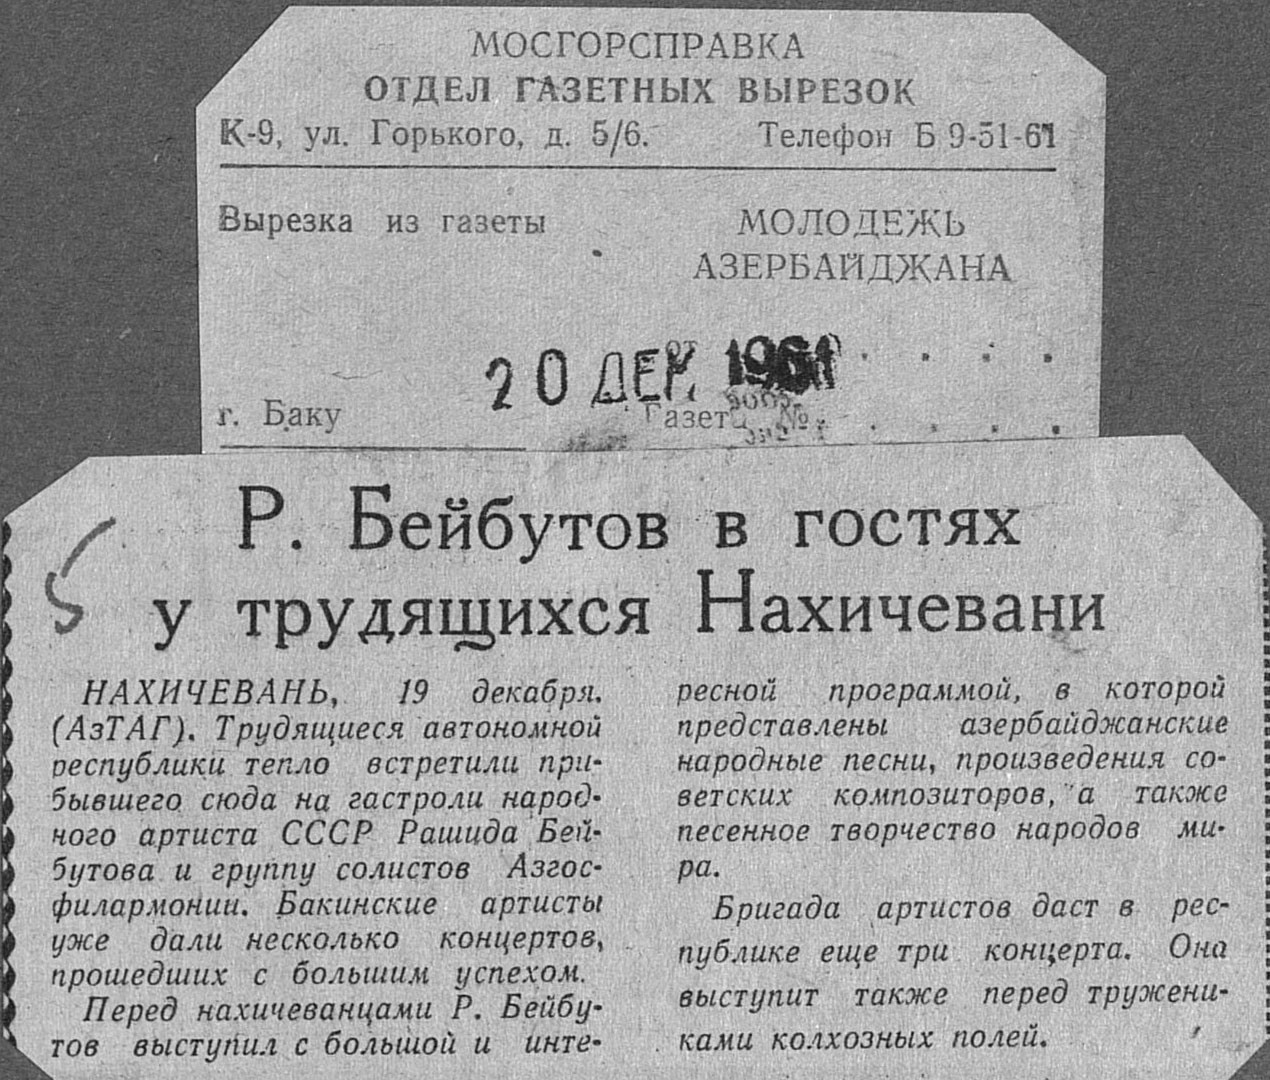 МОСГОРСПРАВКА
ОТДЕЛ ГАЗЕТНЫХ ВЫРЕЗОК
К-9, ул. Горького, д. 5/6. Телефон Б 9-51-61
Вырезка из газеты
МОЛОДЕЖЬ
АЗЕРБАЙДЖАНА
20 ДЕК. 1961
от
г. Баку
Газета №
Р. Бейбутов в гостях
у трудящихся Нахичевани
НАХИЧЕВАНЬ, 19 декабря.
(АзТАГ). Трудящиеся автономной
республики тепло встретили при-
бывшего сюда на гастроли народ-
ного артиста СССР Рашида Бей-
бутова и группу солистов Азгос-
филармонии. Бакинские артисты
уже дали несколько концертов,
прошедших с большим успехом.
Перед нахичеванцами Р. Бейбу-
тов выступил с большой и инте-
ресной программой, в которой
представлены азербайджанские
народные песни, произведения со-
ветских композиторов, а также
песенное творчество народов ми-
ра.
Бригада артистов даст в рес-
публике еще три концерта. Она
выступит также перед тружени-
ками колхозных полей.